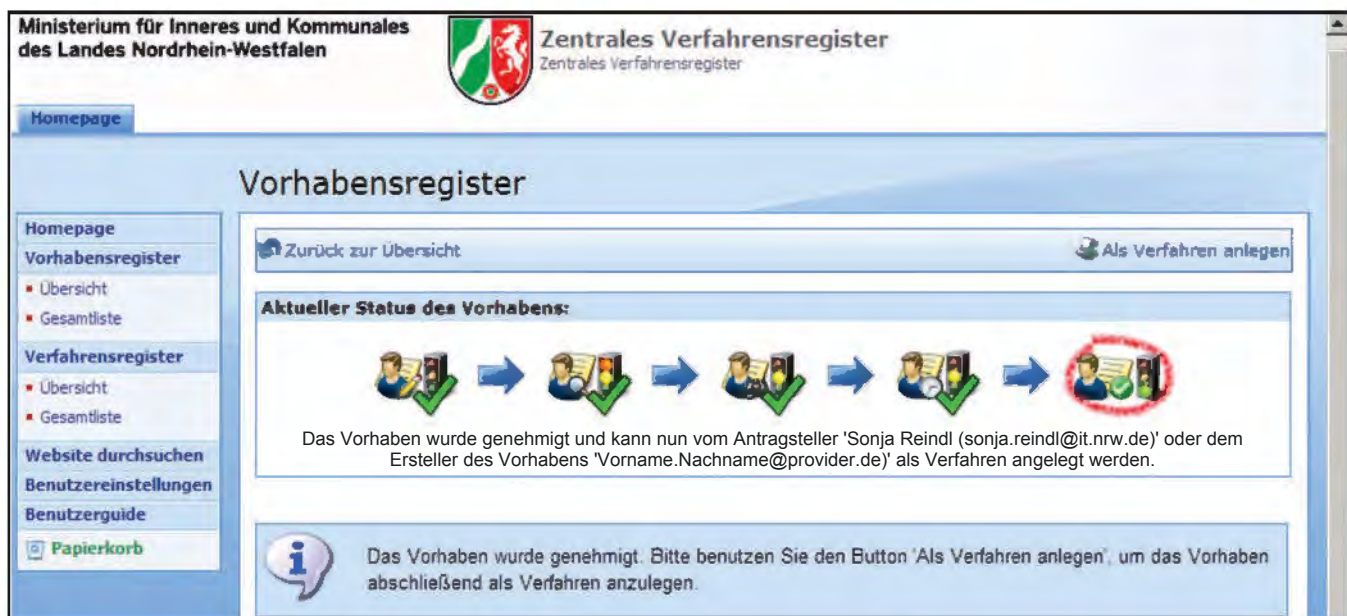 Ministerium für Inneres und Kommunales
des Landes Nordrhein-Westfalen
Zentrales Verfahrensregister
Zentrales Verfahrensregister
Homepage
Vorhabensregister
Homepage
Vorhabensregister
Übersicht
Gesamtliste
Verfahrensregister
Übersicht
Gesamtliste
Website durchsuchen
Benutzereinstellungen
Benutzerguide
Papierkorb
Zurück zur Übersicht
Als Verfahren anlegen
Aktueller Status des Vorhabens:
Das Vorhaben wurde genehmigt und kann nun vom Antragsteller 'Sonja Reindl (sonja.reindl@it.nrw.de)' oder dem
Ersteller des Vorhabens 'Vorname.Nachname@provider.de)' als Verfahren angelegt werden.
Das Vorhaben wurde genehmigt. Bitte benutzen Sie den Button 'Als Verfahren anlegen', um das Vorhaben
abschließend als Verfahren anzulegen.